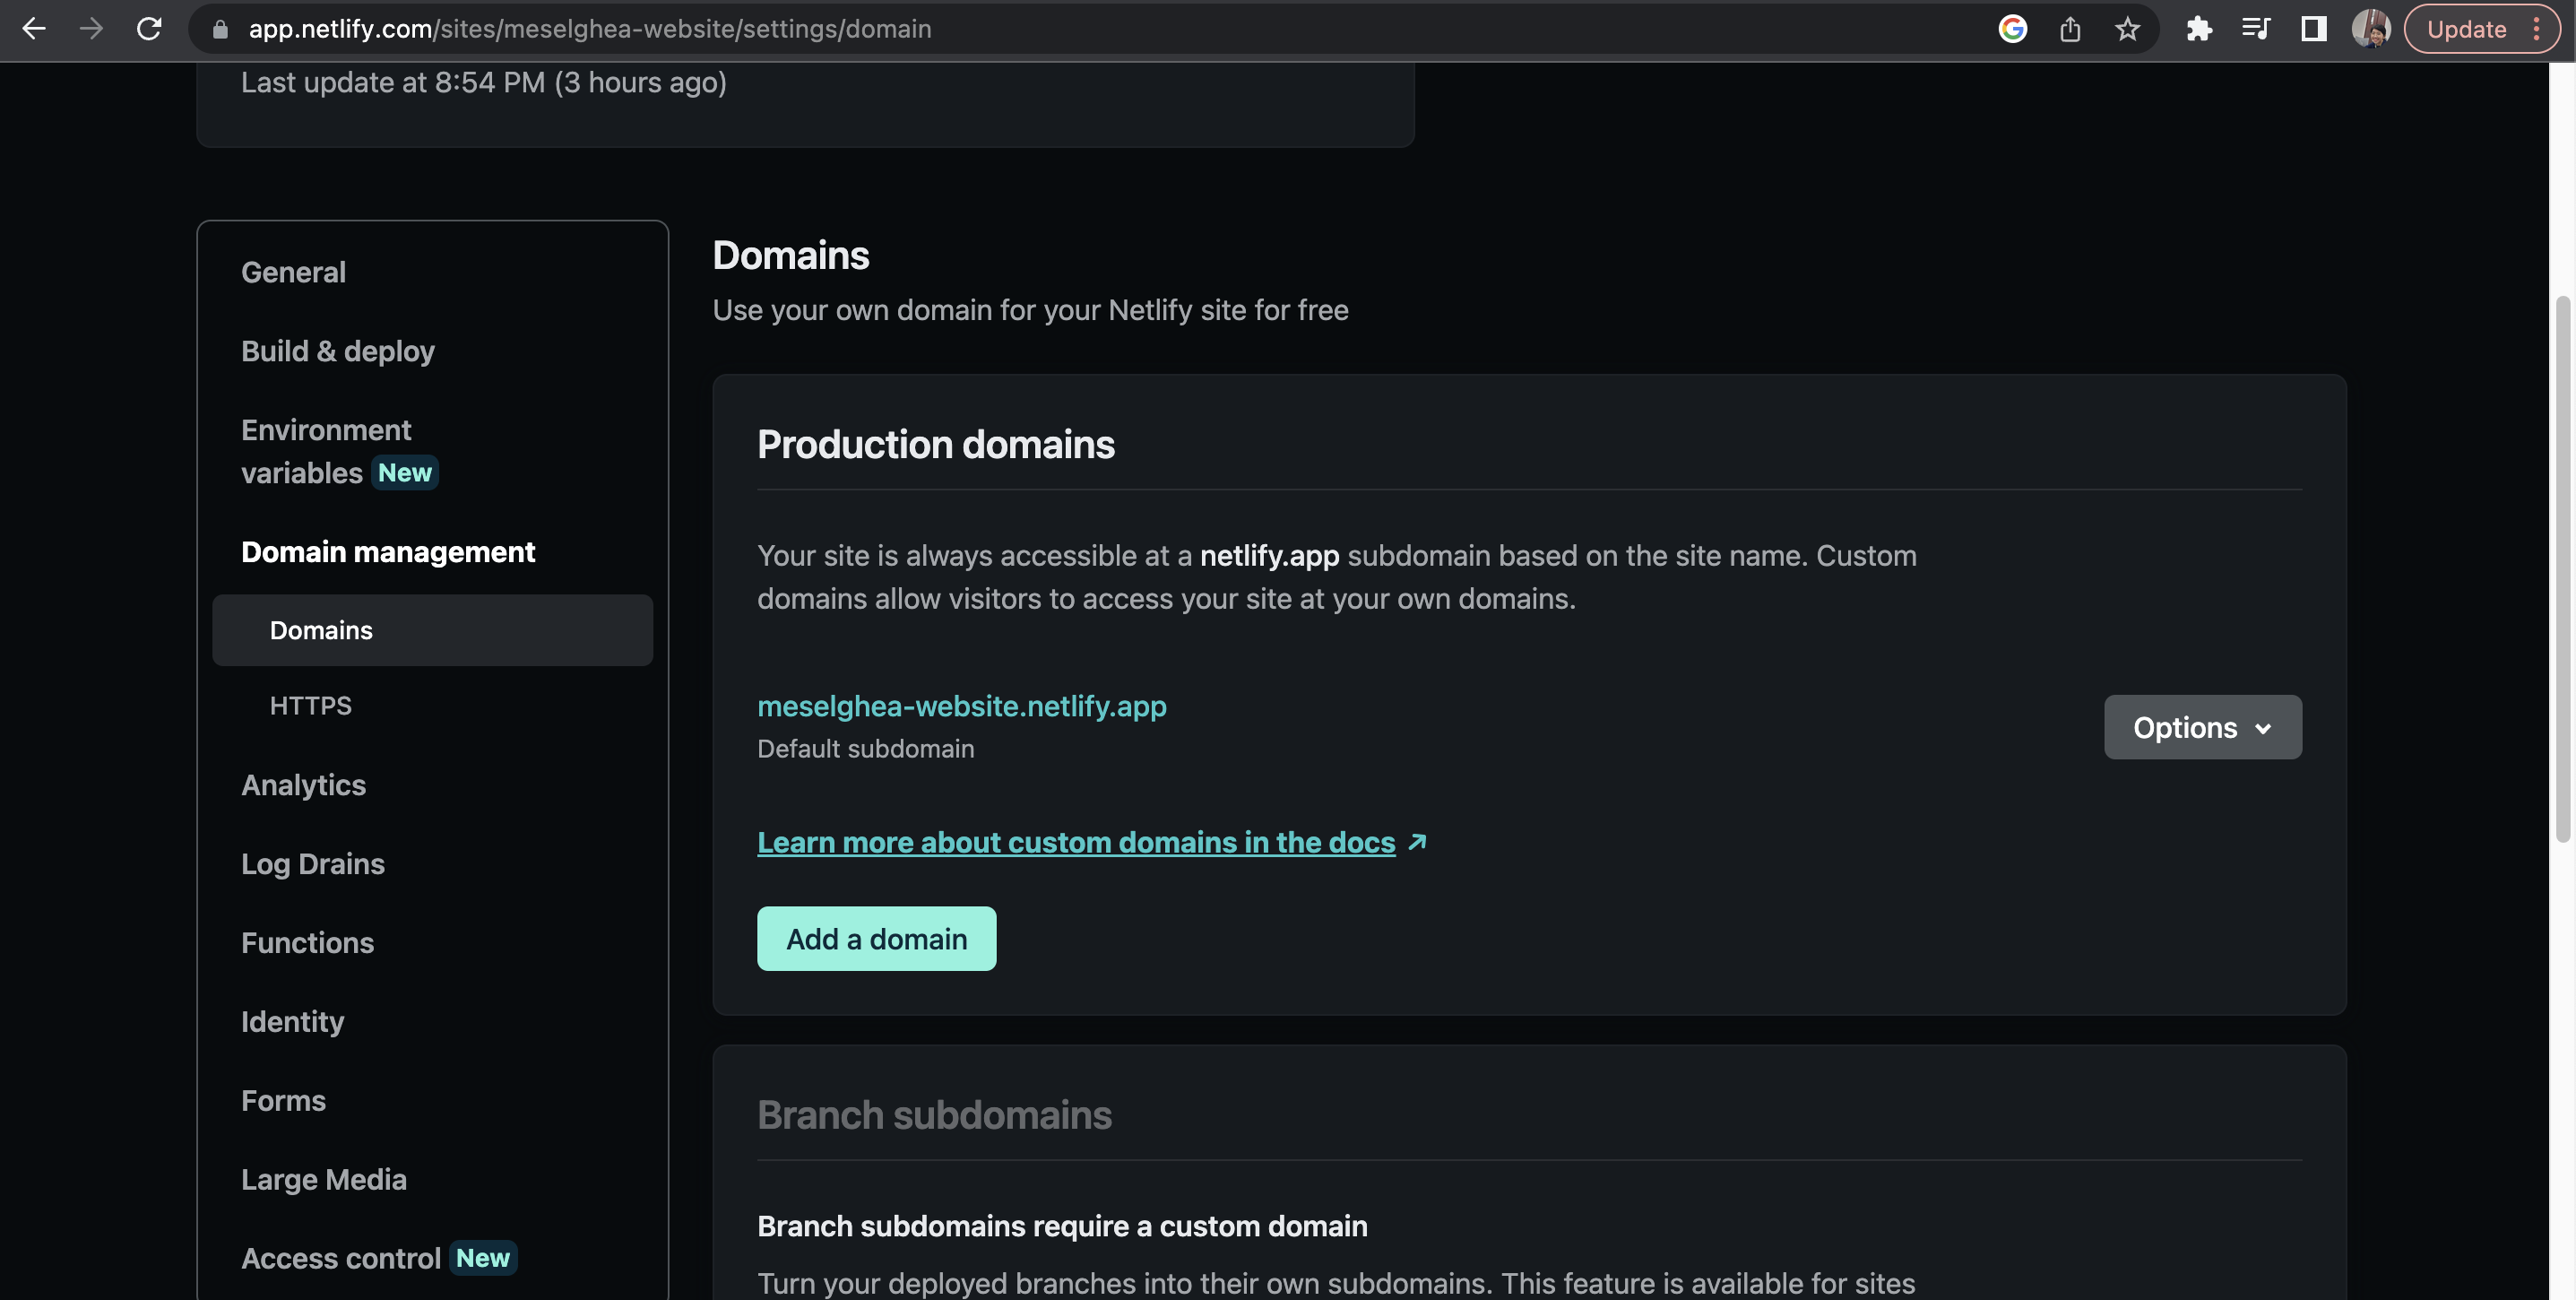 app.netlify.com/sites/meselghea-website/settings/domain
Update
Last update at 8:54 PM (3 hours ago)
General
Build & deploy
Environment
variables New
Domain management
Domains
HTTPS
Analytics
Log Drains
Functions
Identity
Forms
Large Media
Access control New
Domains
Use your own domain for your Netlify site for free
Production domains
Your site is always accessible at a netlify.app subdomain based on the site name. Custom
domains allow visitors to access your site at your own domains.
meselghea-website.netlify.app
Default subdomain
Options
Learn more about custom domains in the docs
Add a domain
Branch subdomains
Branch subdomains require a custom domain
Turn your deployed branches into their own subdomains. This feature is available for sites